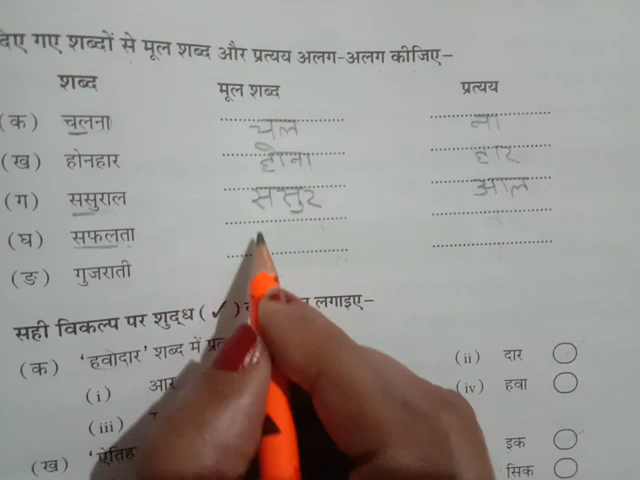 दिए गए शब्दों से मूल शब्द और प्रत्यय अलग-अलग कीजिए–
शब्द मूल शब्द प्रत्यय
(क) चलना चल ना
(ख) होनहार होना हार
(ग) ससुराल ससुर आल
(घ) सफलता
(ङ) गुजराती
सही विकल्प पर शुद्ध (✓) लगाइए–
(क) 'हवादार' शब्द में
(i) आर (ii) दार
(iii) (iv) हवा
(ख) इक
सिक